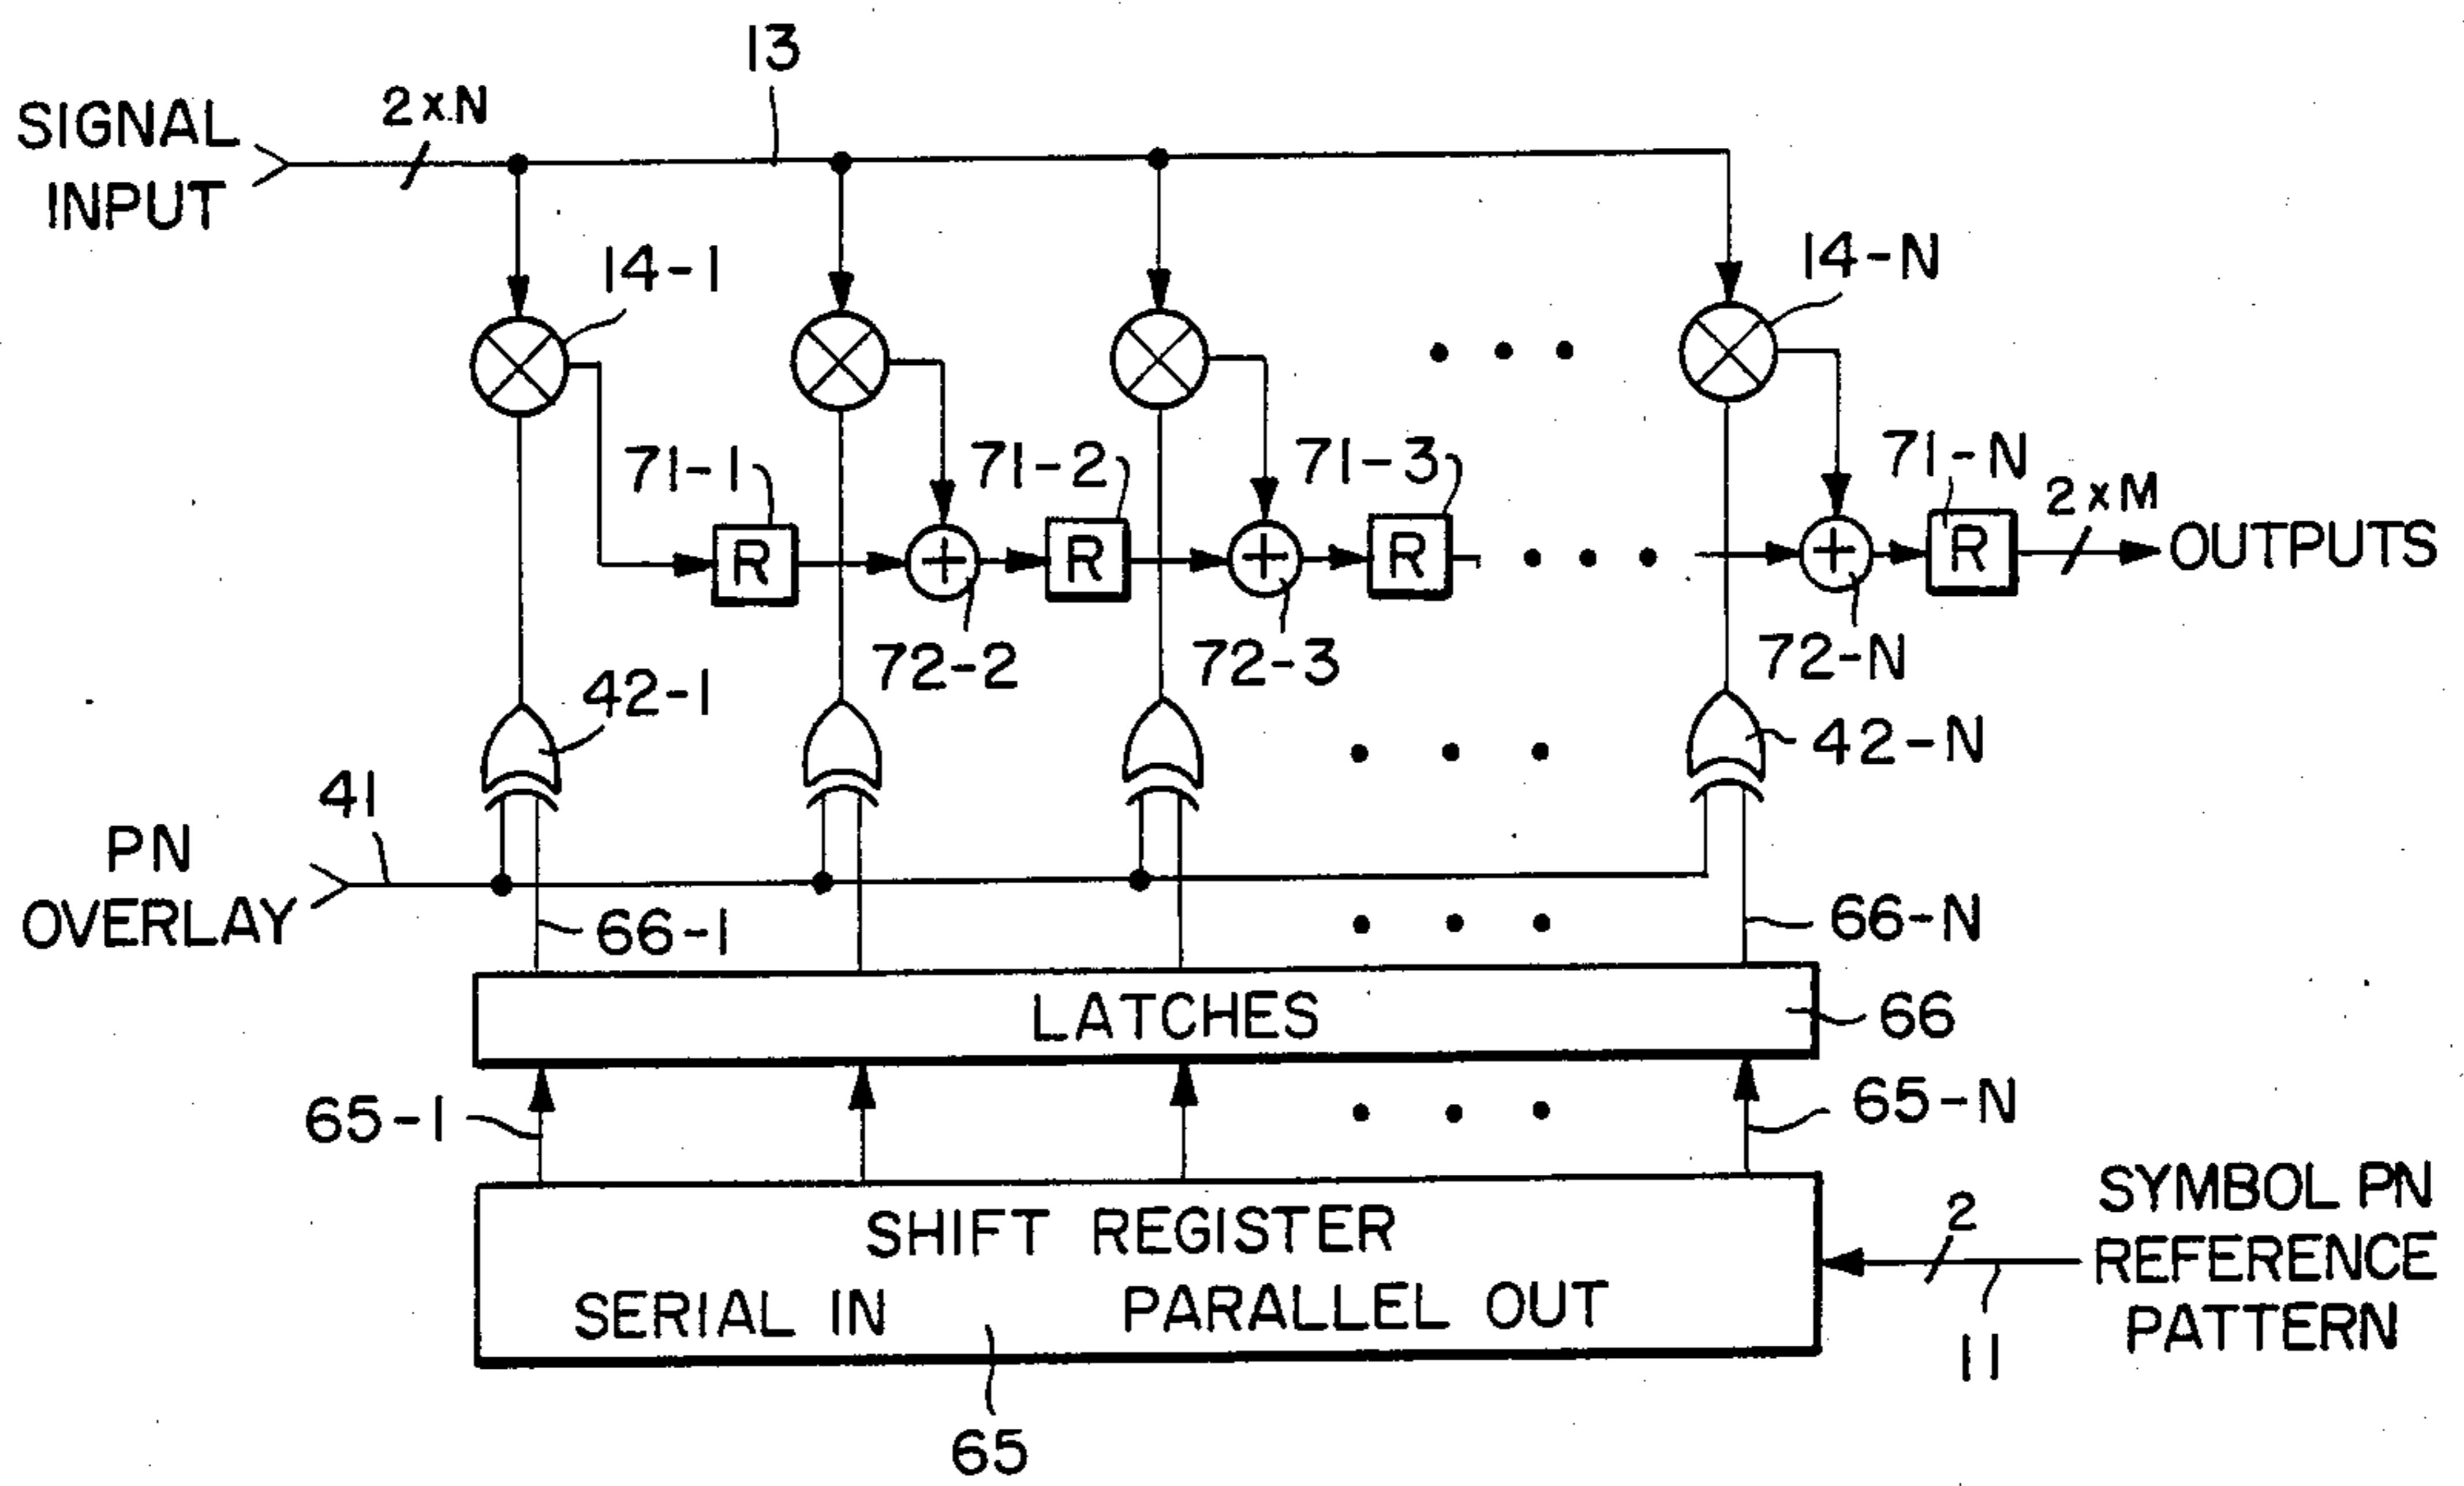 13
SIGNAL
INPUT
2xN
14-1
14-N
71-1
71-2
71-3
71-N
2xM
R
+
R
+
R
+
R
OUTPUTS
72-2
72-3
72-N
42-1
42-N
41
PN
OVERLAY
66-1
66-N
LATCHES
66
65-1
65-N
SHIFT REGISTER
SERIAL IN PARALLEL OUT
2
SYMBOL PN
REFERENCE
PATTERN
11
65